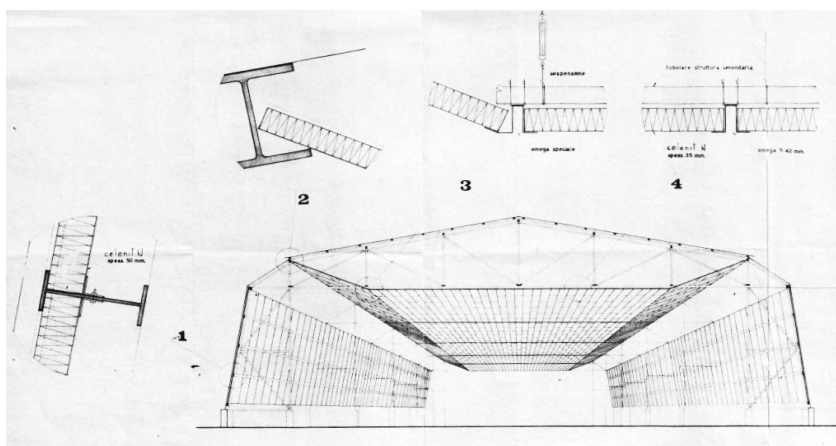 sospensione
tubolare struttura secondaria
omega speciale
celenit N
spess. 35 mm.
omega h. 42 mm.
2
3
4
celenit N
spess. 50 mm.
1